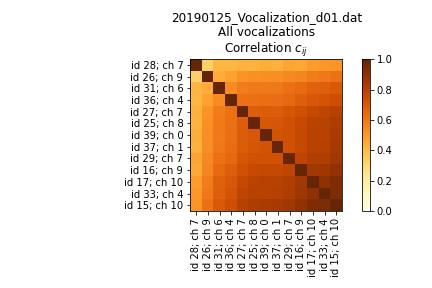 20190125_Vocalization_d01.dat
All vocalizations
Correlation cij
id 28; ch 7
id 26; ch 9
id 31; ch 6
id 36; ch 4
id 27; ch 7
id 25; ch 8
id 39; ch 0
id 37; ch 1
id 29; ch 7
id 16; ch 9
id 17; ch 10
id 33; ch 4
id 15; ch 10
1.0
0.8
0.6
0.4
0.2
0.0
id 28; ch 7
id 26; ch 9
id 31; ch 6
id 36; ch 4
id 27; ch 7
id 25; ch 8
id 39; ch 0
id 37; ch 1
id 29; ch 7
id 16; ch 9
id 17; ch 10
id 33; ch 4
id 15; ch 10